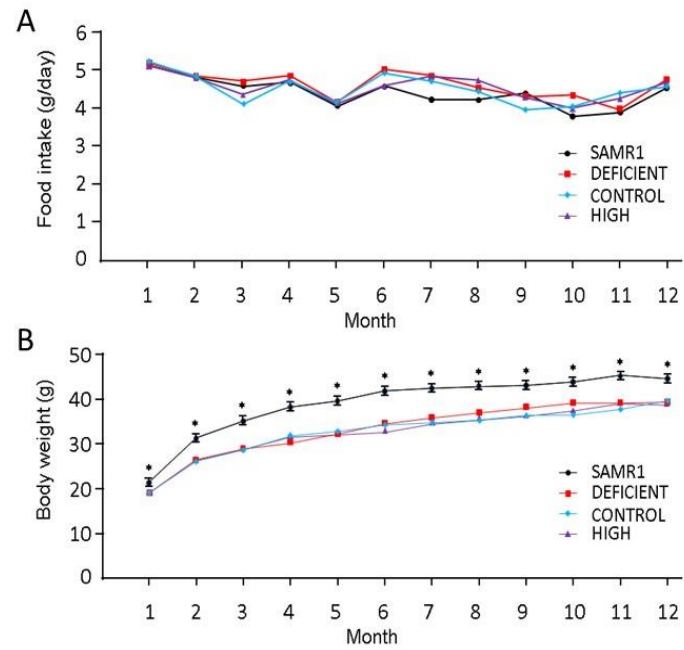 A
Food intake (g/day)
6
5
4
3
2
1
0
SAMR1
DEFICIENT
CONTROL
HIGH
1 2 3 4 5 6 7 8 9 10 11 12
Month
B
Body weight (g)
50
40
30
20
10
0
* * * * * * * * * * * *
SAMR1
DEFICIENT
CONTROL
HIGH
1 2 3 4 5 6 7 8 9 10 11 12
Month